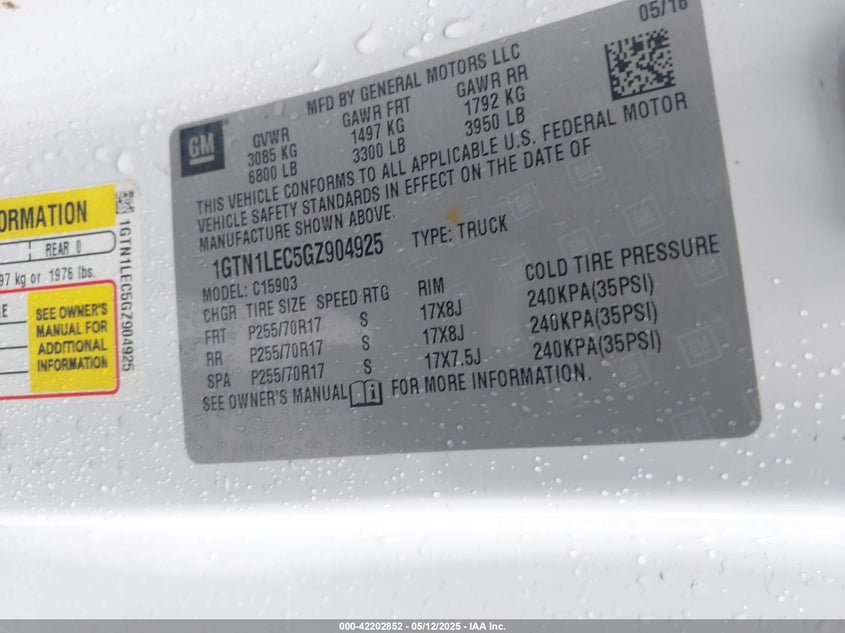 05/16
MFD BY GENERAL MOTORS LLC
GM
GVWR GAWR FRT GAWR RR
3085 KG 1497 KG 1792 KG
6800 LB 3300 LB 3950 LB
THIS VEHICLE CONFORMS TO ALL APPLICABLE U.S. FEDERAL MOTOR
VEHICLE SAFETY STANDARDS IN EFFECT ON THE DATE OF
MANUFACTURE SHOWN ABOVE.
1GTN1LEC5GZ904925 TYPE: TRUCK
MODEL: C15903
CHGR TIRE SIZE SPEED RTG RIM COLD TIRE PRESSURE
FRT P255/70R17 S 17X8J 240KPA(35PSI)
RR P255/70R17 S 17X8J 240KPA(35PSI)
SPA P255/70R17 S 17X7.5J 240KPA(35PSI)
SEE OWNER'S MANUAL FOR MORE INFORMATION.
REAR 0
kg or 1976 lbs.
SEE OWNER'S
MANUAL FOR
ADDITIONAL
INFORMATION
1GTN1LEC5GZ904925
000-42202852 - 05/12/2025 - IAA, Inc.